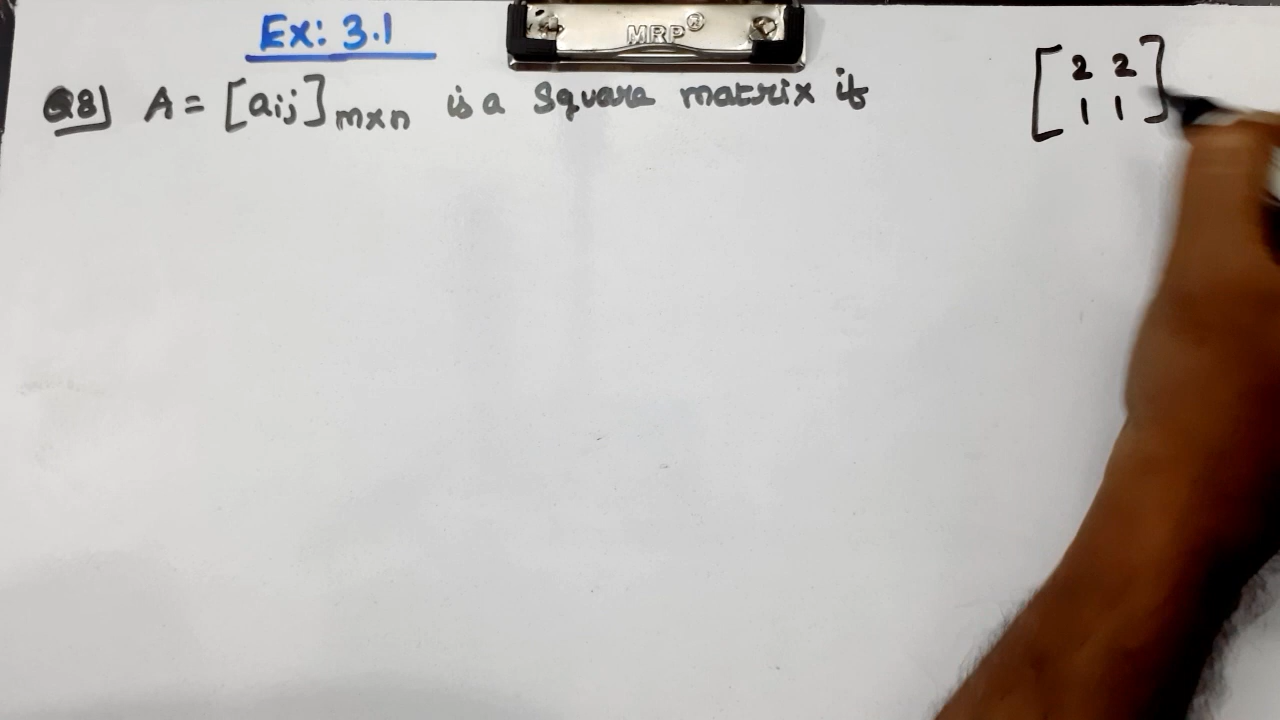 Ex: 3.1
MRP®
Q8] A = [aij]m×n is a square matrix if
[2 2
1 1]